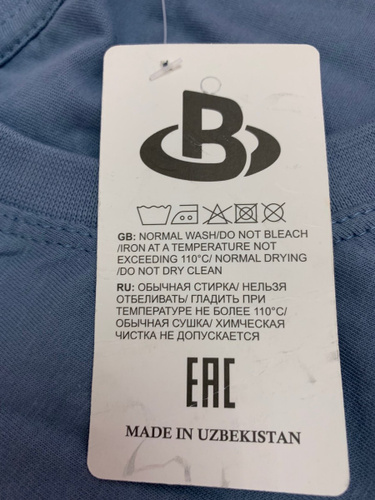 B
GB: NORMAL WASH/DO NOT BLEACH
/IRON AT A TEMPERATURE NOT
EXCEEDING 110°C/ NORMAL DRYING
/DO NOT DRY CLEAN
RU: ОБЫЧНАЯ СТИРКА/ НЕЛЬЗЯ
ОТБЕЛИВАТЬ/ ГЛАДИТЬ ПРИ
ТЕМПЕРАТУРЕ НЕ БОЛЕЕ 110°С/
ОБЫЧНАЯ СУШКА/ ХИМИЧЕСКАЯ
ЧИСТКА НЕ ДОПУСКАЕТСЯ
EAC
MADE IN UZBEKISTAN